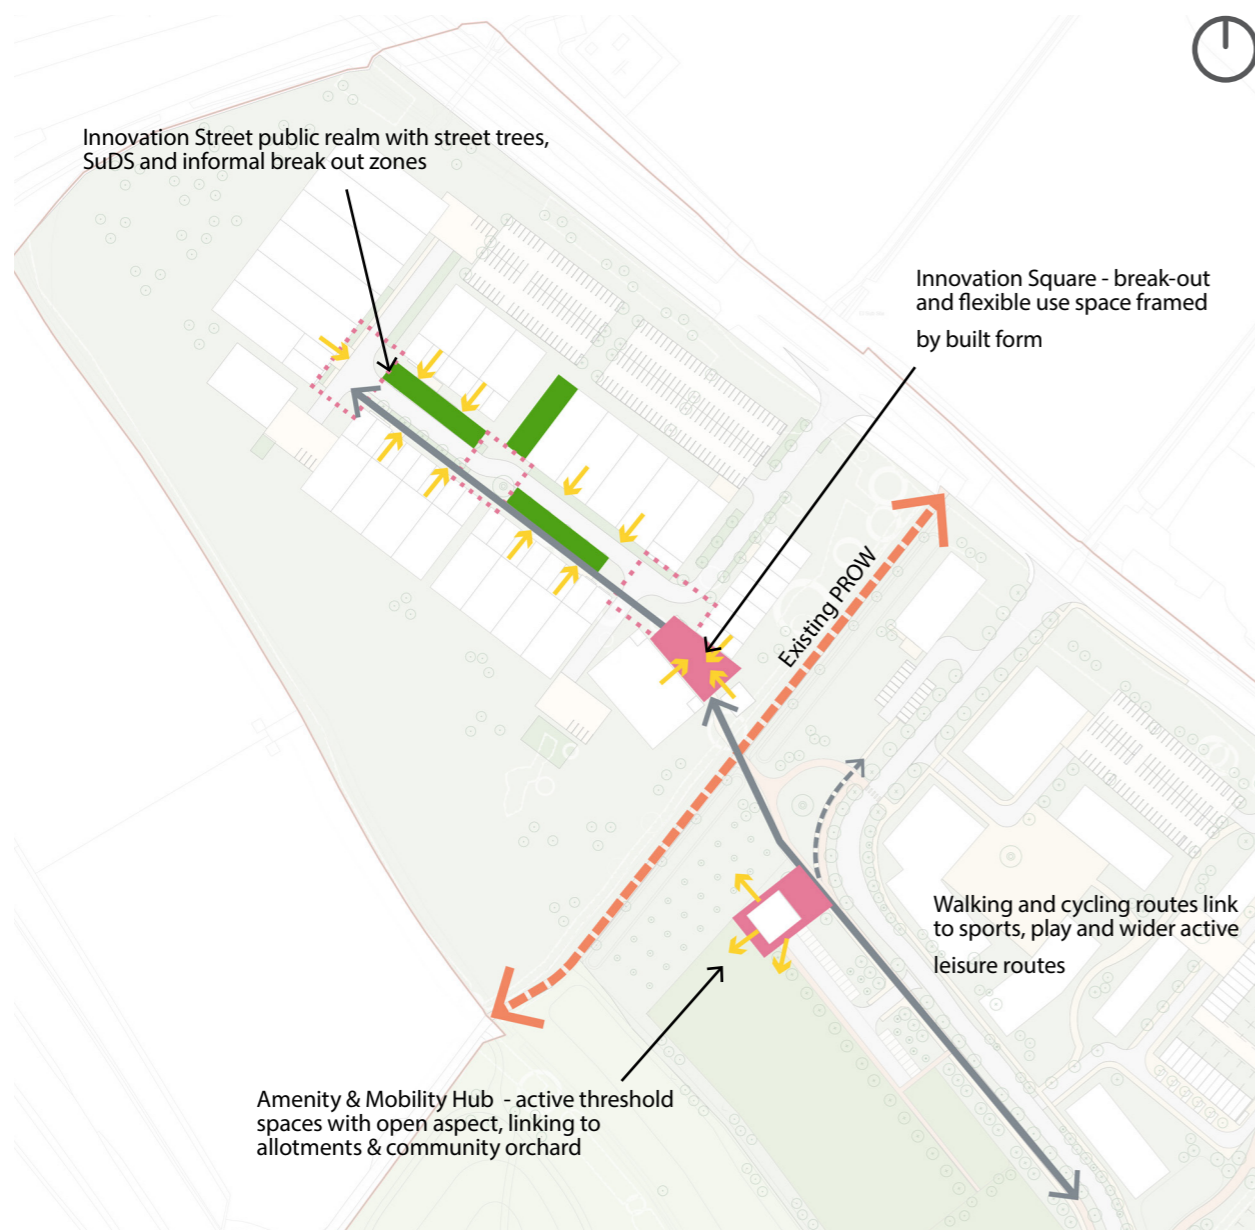 Innovation Street public realm with street trees,
SuDS and informal break out zones
Innovation Square - break-out
and flexible use space framed
by built form
Existing PROW
Walking and cycling routes link
to sports, play and wider active
leisure routes
Amenity & Mobility Hub - active threshold
spaces with open aspect, linking to
allotments & community orchard